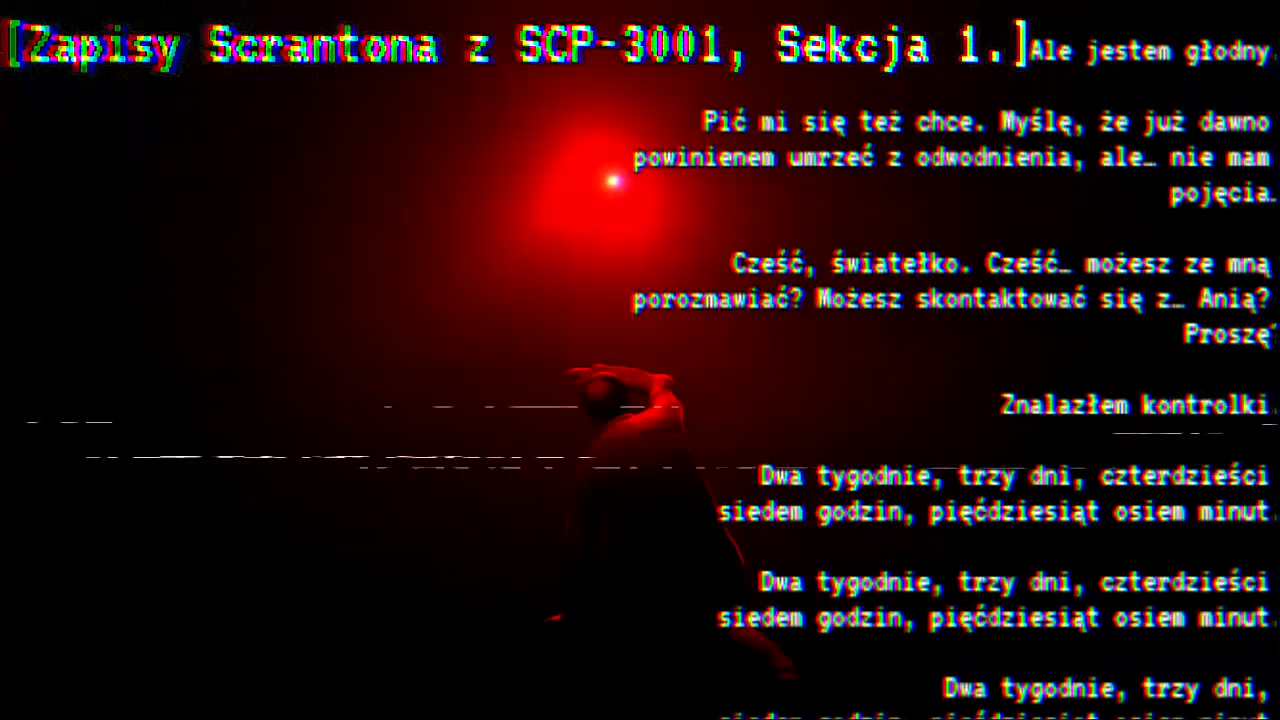 [Zapisy Scrantona z SCP-3001, Sekcja 1.]
Ale jestem głodny.
Pić mi się też chce. Myślę, że już dawno
powinienem umrzeć z odwodnienia, ale… nie mam
pojęcia.
Cześć, światełko. Cześć… możesz ze mną
porozmawiać? Możesz skontaktować się z… Anią?
Proszę
Znalazłem kontrolki.
Dwa tygodnie, trzy dni, czterdzieści
siedem godzin, pięćdziesiąt osiem minut.
Dwa tygodnie, trzy dni, czterdzieści
siedem godzin, pięćdziesiąt osiem minut.
Dwa tygodnie, trzy dni,